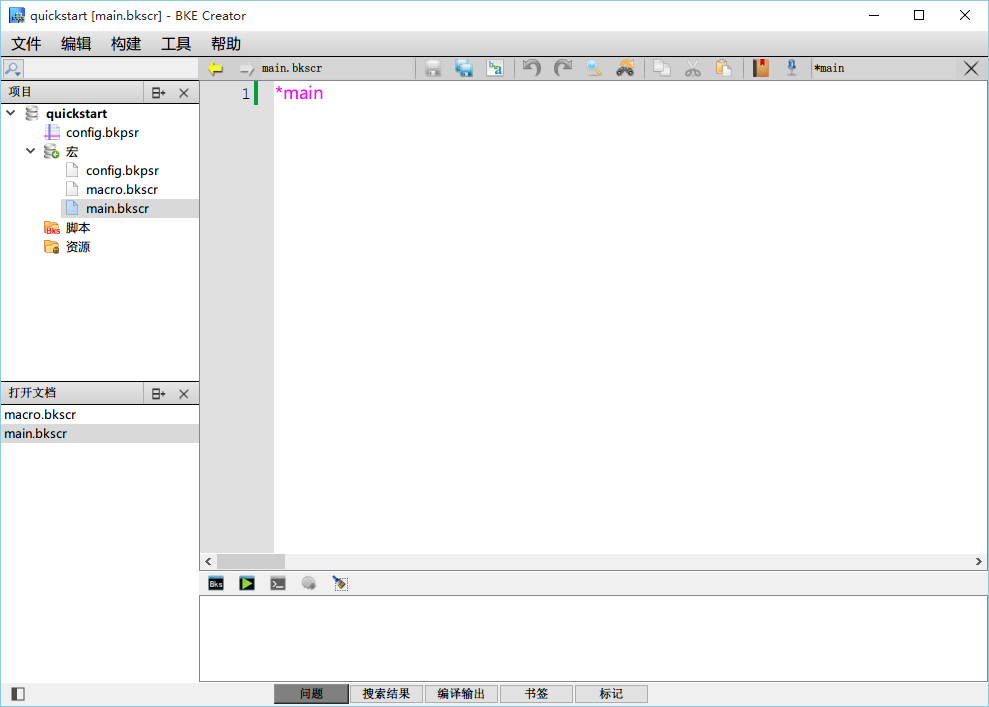 quickstart [main.bkscr] - BKE Creator
文件 编辑 构建 工具 帮助
main.bkscr
*main
项目
quickstart
config.bkpsr
宏
config.bkpsr
macro.bkscr
main.bkscr
脚本
资源
1 *main
打开文档
macro.bkscr
main.bkscr
Bks
问题 搜索结果 编译输出 书签 标记